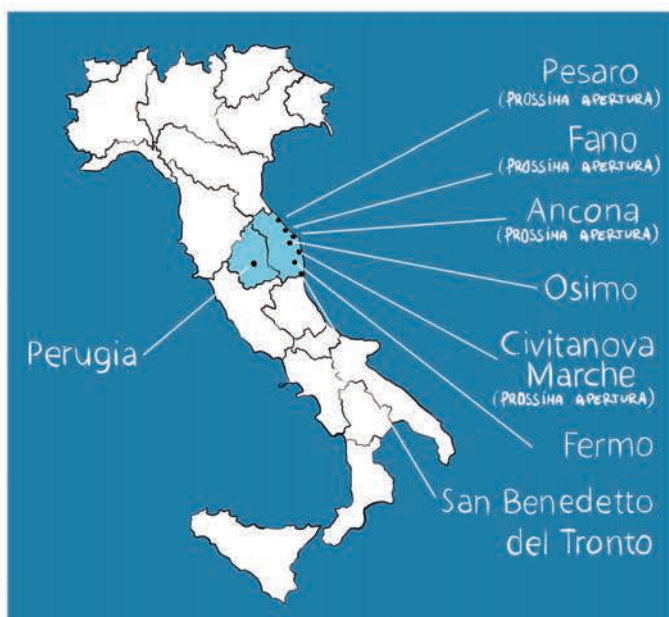 Pesaro
(PROSSIMA APERTURA)
Fano
(PROSSIMA APERTURA)
Ancona
(PROSSIMA APERTURA)
Osimo
Perugia
Civitanova
Marche
(PROSSIMA APERTURA)
Fermo
San Benedetto
del Tronto